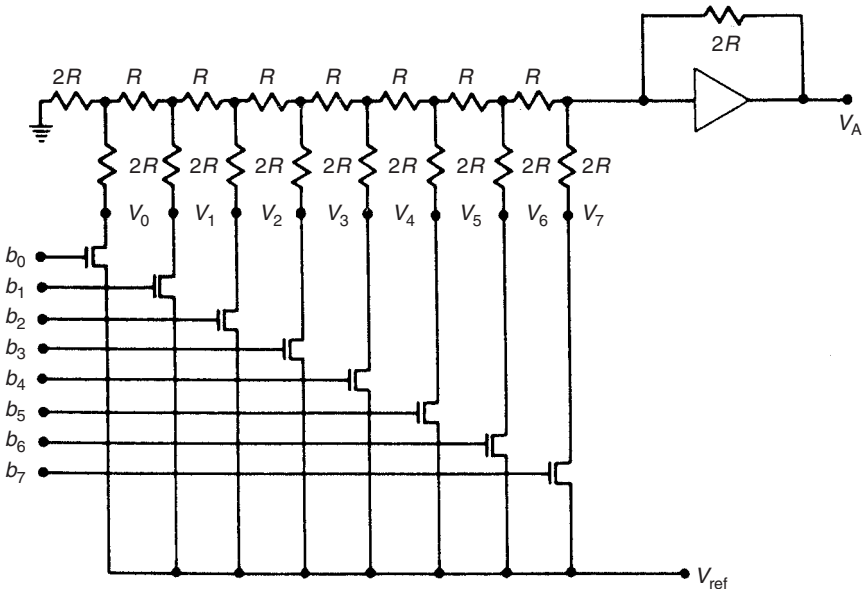 2R
2R R R R R R R R
V_A
2R 2R 2R 2R 2R 2R 2R 2R
V_0 V_1 V_2 V_3 V_4 V_5 V_6 V_7
b_0
b_1
b_2
b_3
b_4
b_5
b_6
b_7
V_ref